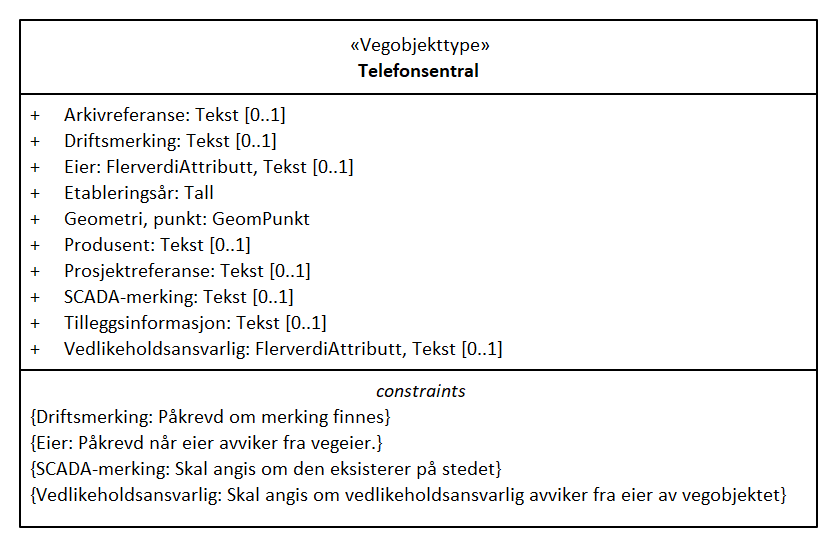 «Vegobjekttype»
Telefonsentral
+ Arkivreferanse: Tekst [0..1]
+ Driftsmerking: Tekst [0..1]
+ Eier: FlerverdiAttributt, Tekst [0..1]
+ Etableringsår: Tall
+ Geometri, punkt: GeomPunkt
+ Produsent: Tekst [0..1]
+ Prosjektreferanse: Tekst [0..1]
+ SCADA-merking: Tekst [0..1]
+ Tilleggsinformasjon: Tekst [0..1]
+ Vedlikeholdsansvarlig: FlerverdiAttributt, Tekst [0..1]
constraints
{Driftsmerking: Påkrevd om merking finnes}
{Eier: Påkrevd når eier avviker fra vegeier.}
{SCADA-merking: Skal angis om den eksisterer på stedet}
{Vedlikeholdsansvarlig: Skal angis om vedlikeholdsansvarlig avviker fra eier av vegobjektet}